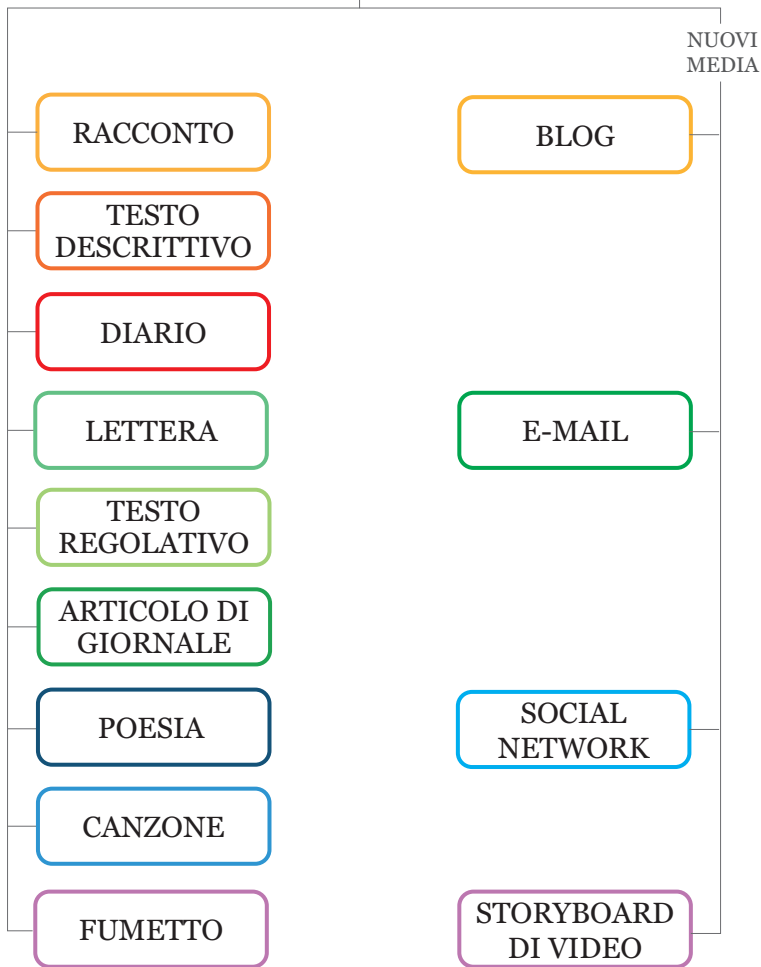 NUOVI
MEDIA
RACCONTO
TESTO
DESCRITTIVO
DIARIO
LETTERA
TESTO
REGOLATIVO
ARTICOLO DI
GIORNALE
POESIA
CANZONE
FUMETTO
BLOG
E-MAIL
SOCIAL
NETWORK
STORYBOARD
DI VIDEO